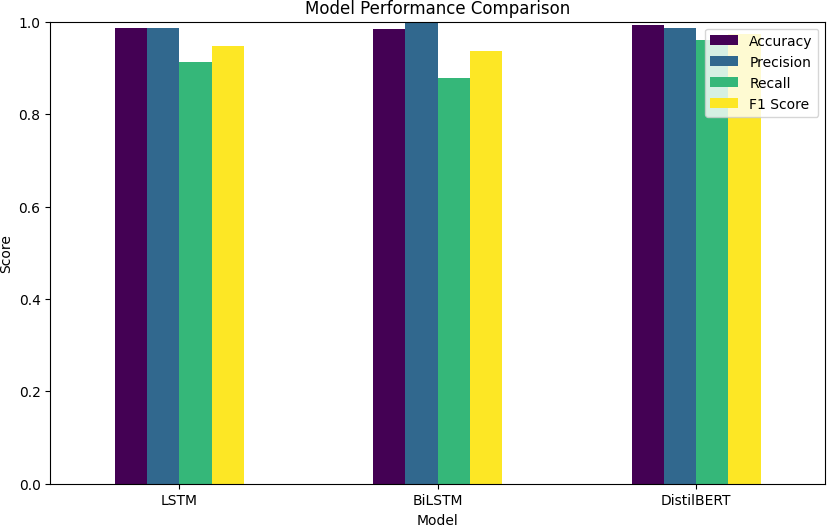 Model Performance Comparison
1.0
0.8
0.6
0.4
0.2
0.0
Score
Accuracy
Precision
Recall
F1 Score
LSTM
BiLSTM
DistilBERT
Model